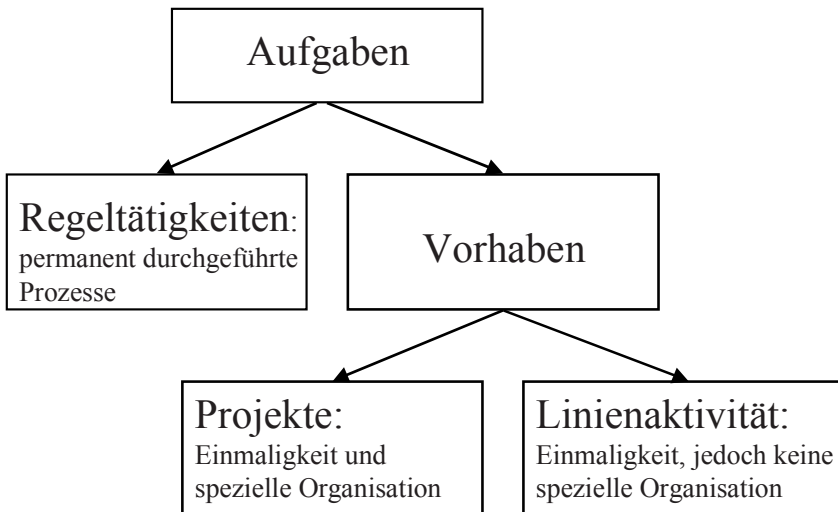 Aufgaben
Regeltätigkeiten:
permanent durchgeführte
Prozesse
Vorhaben
Projekte:
Einmaligkeit und
spezielle Organisation
Linienaktivität:
Einmaligkeit, jedoch keine
spezielle Organisation